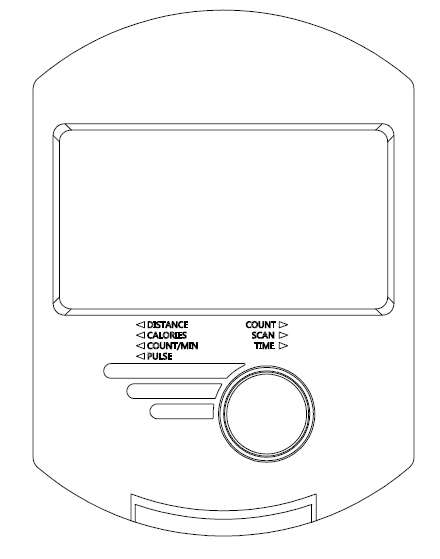 ◁ DISTANCE
◁ CALORIES
◁ COUNT/MIN
◁ PULSE
COUNT ▷
SCAN ▷
TIME ▷